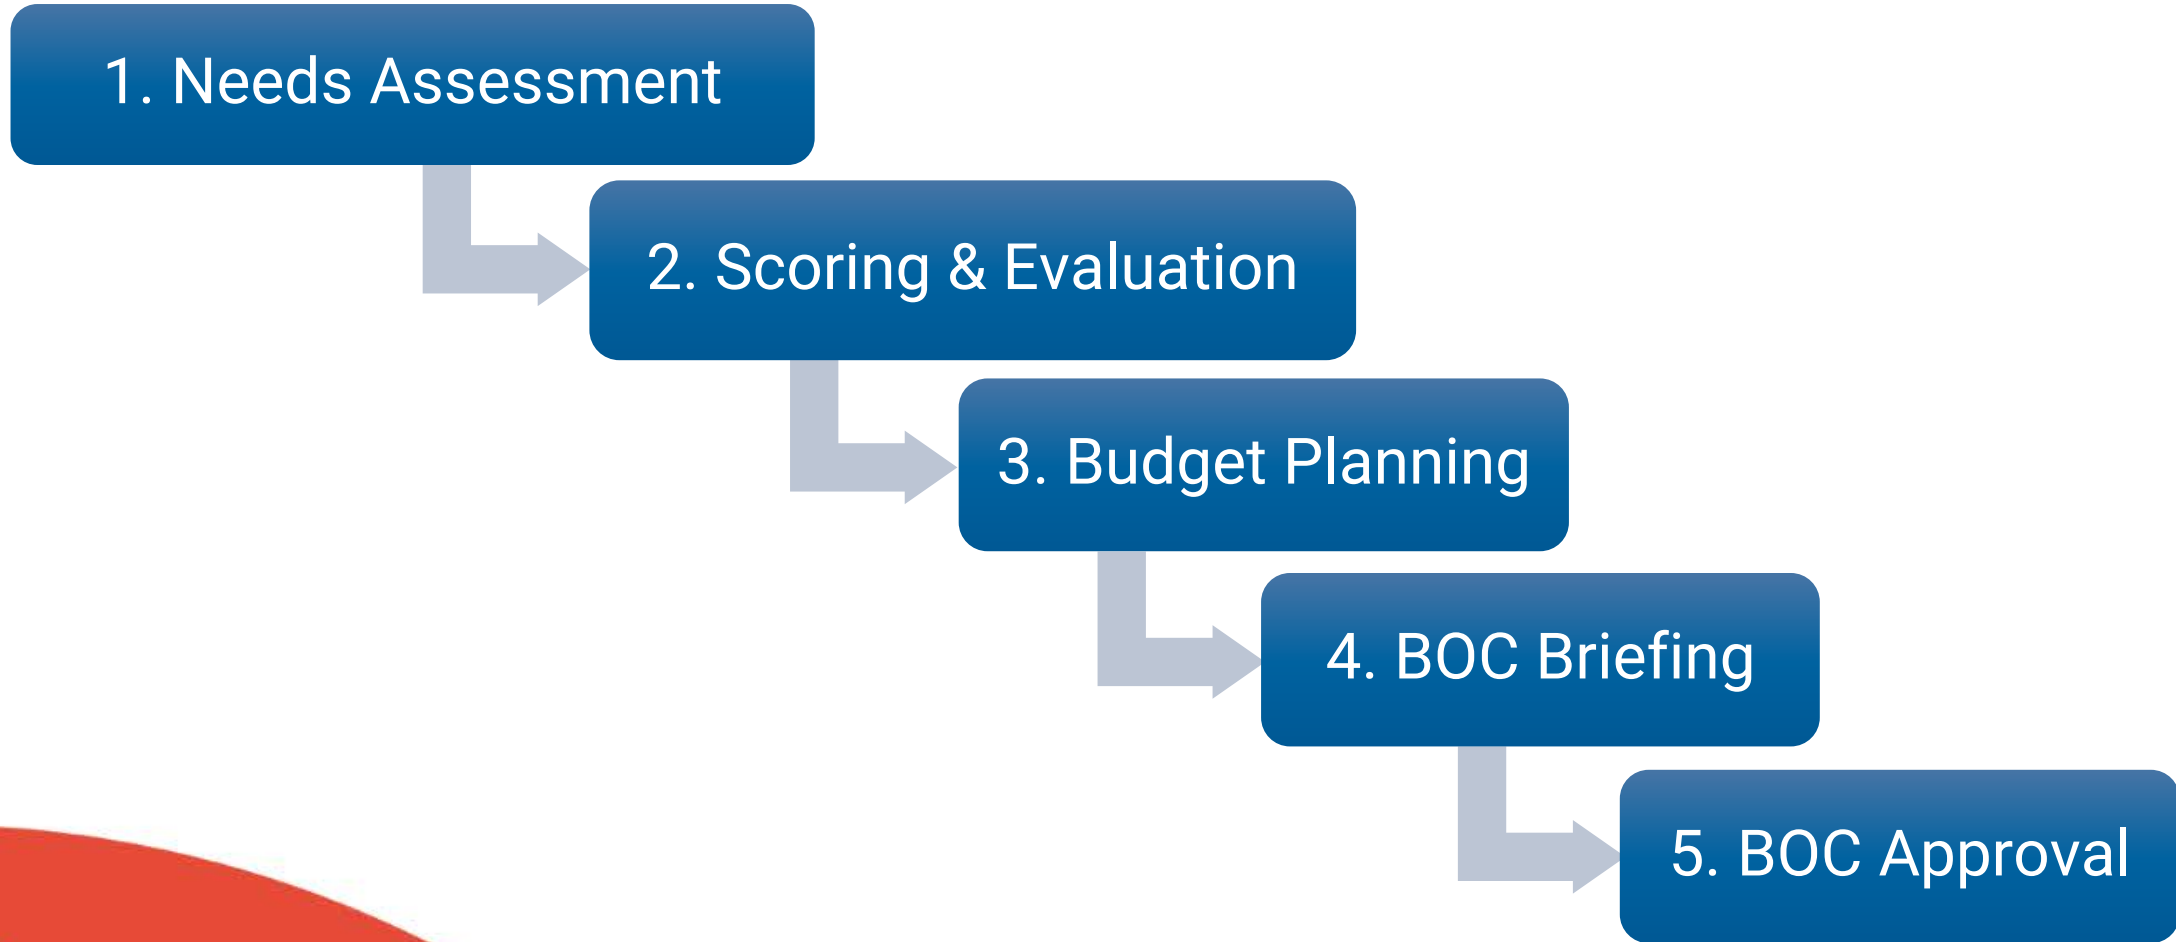 1. Needs Assessment
2. Scoring & Evaluation
3. Budget Planning
4. BOC Briefing
5. BOC Approval